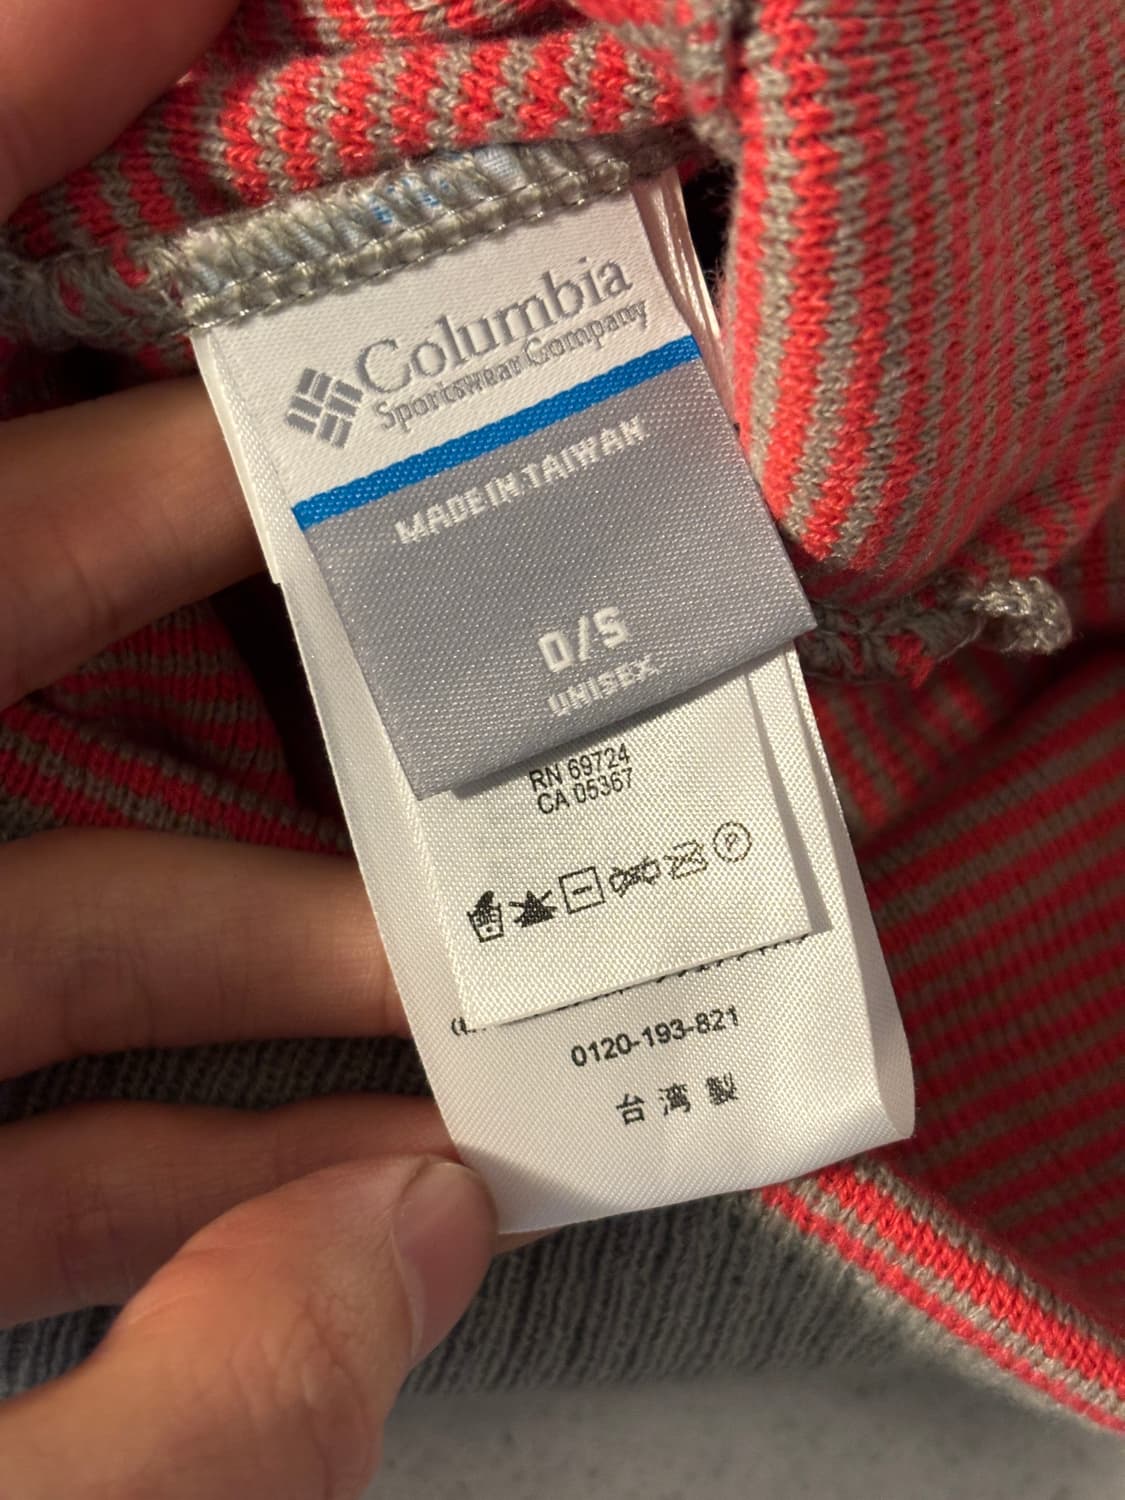 Columbia
Sportswear Company
MADE IN TAIWAN
O/S
UNISEX
RN 69724
CA 05367
0120-193-821
台湾製